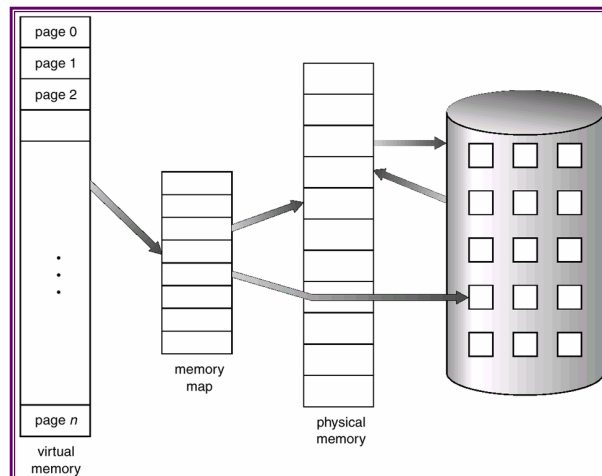 page 0
page 1
page 2
page n
virtual
memory
memory
map
physical
memory